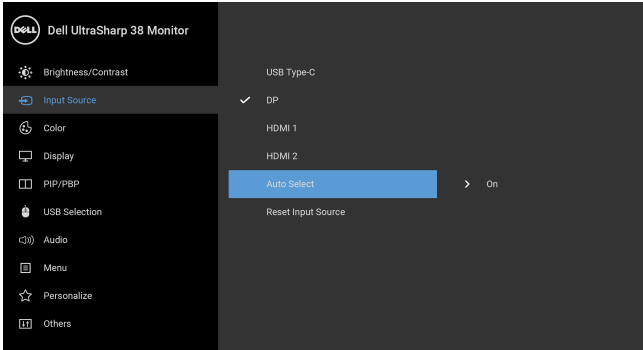 DELL
Dell UltraSharp 38 Monitor
Brightness/Contrast
USB Type-C
Input Source
DP
Color
HDMI 1
Display
HDMI 2
PIP/PBP
Auto Select
On
USB Selection
Reset Input Source
Audio
Menu
Personalize
Others